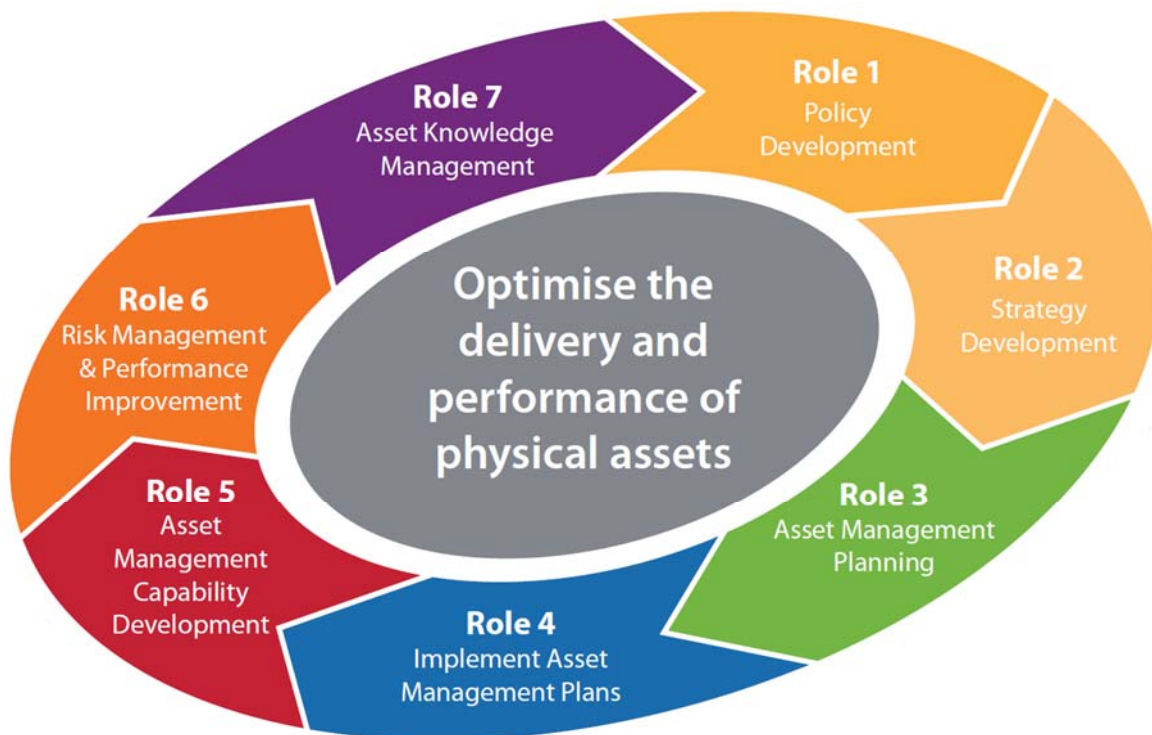 Role 1
Policy
Development
Role 2
Strategy
Development
Role 3
Asset Management
Planning
Role 4
Implement Asset
Management Plans
Role 5
Asset
Management
Capability
Development
Role 6
Risk Management
& Performance
Improvement
Role 7
Asset Knowledge
Management
Optimise the
delivery and
performance of
physical assets